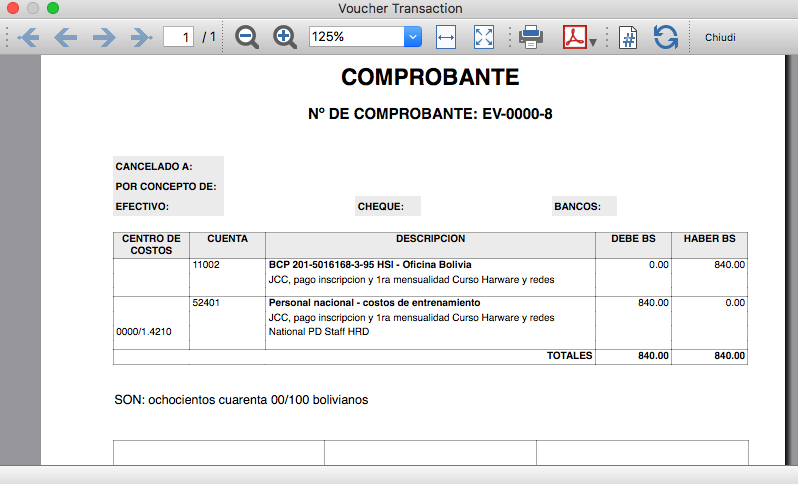 Voucher Transaction
1 / 1 125% Chiudi
COMPROBANTE
Nº DE COMPROBANTE: EV-0000-8
CANCELADO A:
POR CONCEPTO DE:
EFECTIVO: CHEQUE: BANCOS:
CENTRO DE COSTOS CUENTA DESCRIPCION DEBE BS HABER BS
11002 BCP 201-5016168-3-95 HSI - Oficina Bolivia 0.00 840.00
JCC, pago inscripcion y 1ra mensualidad Curso Harware y redes
52401 Personal nacional - costos de entrenamiento 840.00 0.00
JCC, pago inscripcion y 1ra mensualidad Curso Harware y redes
0000/1.4210 National PD Staff HRD
TOTALES 840.00 840.00
SON: ochocientos cuarenta 00/100 bolivianos